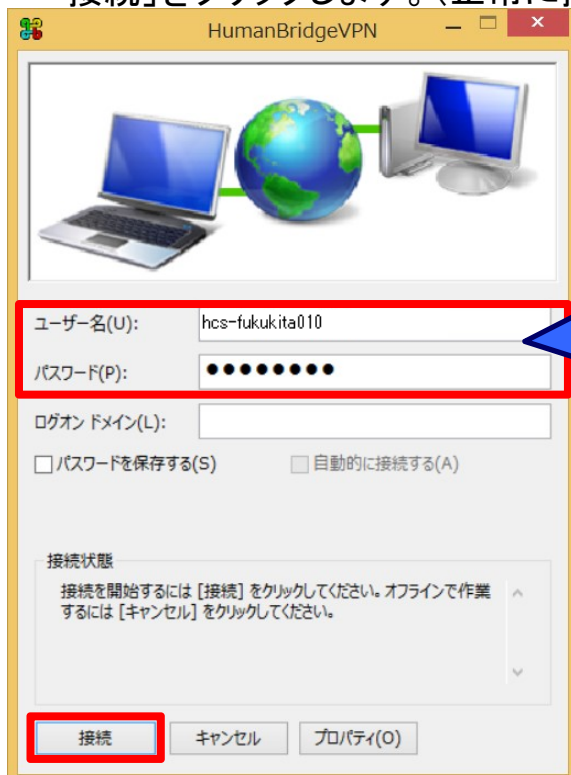 接続」をクリックします。（正常に
HumanBridgeVPN
ユーザー名(U):
hcs-fukukita010
パスワード(P):
●●●●●●●●
ログオン ドメイン(L):
パスワードを保存する(S)
自動的に接続する(A)
接続状態
接続を開始するには [接続] をクリックしてください。オフラインで作業
するには [キャンセル] をクリックしてください。
接続
キャンセル
プロパティ(O)